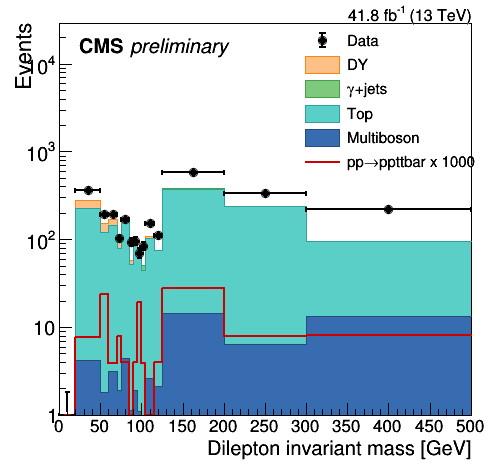 41.8 fb⁻¹ (13 TeV)
CMS preliminary
Data
DY
γ+jets
Top
Multiboson
pp→ppttbar x 1000
Events
10⁴
10³
10²
10
1
0 50 100 150 200 250 300 350 400 450 500
Dilepton invariant mass [GeV]